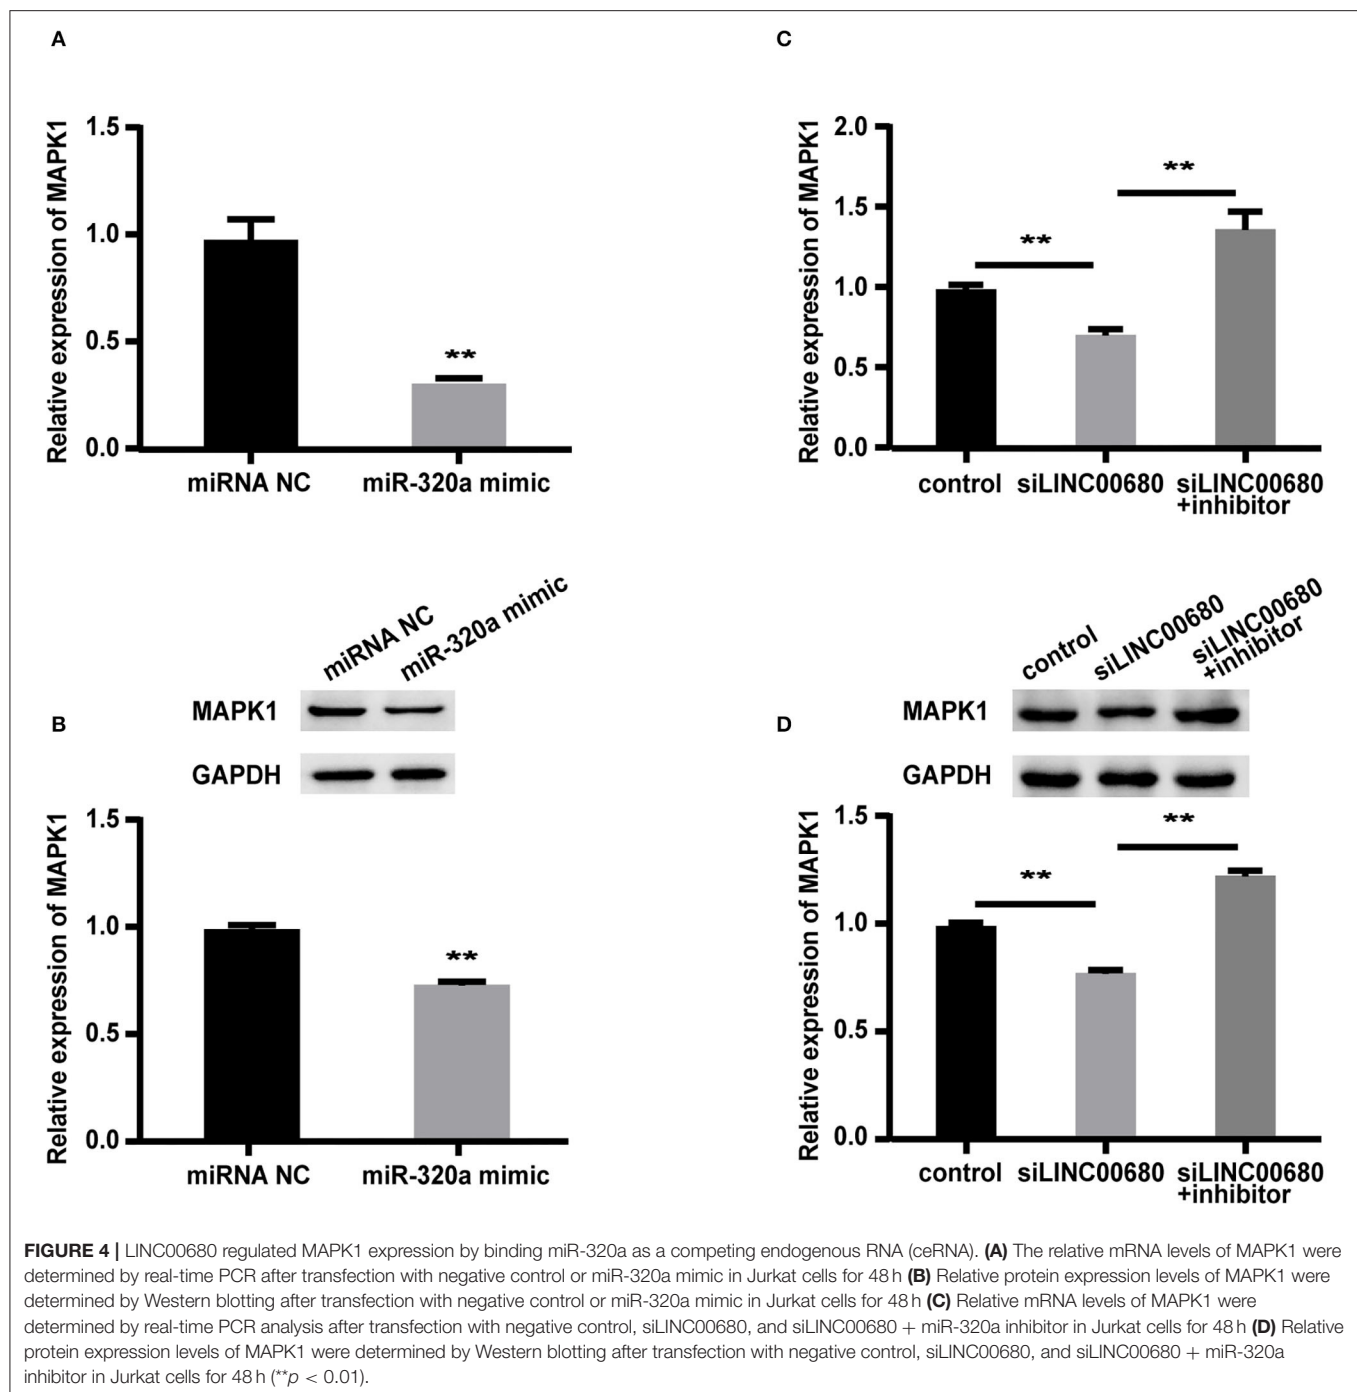 A
Relative expression of MAPK1
1.5
1.0
0.5
0.0
**
miRNA NC
miR-320a mimic
C
Relative expression of MAPK1
2.0
1.5
1.0
0.5
0.0
**
**
control
siLINC00680
siLINC00680
+inhibitor
B
miRNA NC
miR-320a mimic
MAPK1
GAPDH
Relative expression of MAPK1
1.5
1.0
0.5
0.0
**
miRNA NC
miR-320a mimic
D
control
siLINC00680
siLINC00680
+inhibitor
MAPK1
GAPDH
Relative expression of MAPK1
1.5
1.0
0.5
0.0
**
**
control
siLINC00680
siLINC00680
+inhibitor
FIGURE 4 | LINC00680 regulated MAPK1 expression by binding miR-320a as a competing endogenous RNA (ceRNA). (A) The relative mRNA levels of MAPK1 were
determined by real-time PCR after transfection with negative control or miR-320a mimic in Jurkat cells for 48 h (B) Relative protein expression levels of MAPK1 were
determined by Western blotting after transfection with negative control or miR-320a mimic in Jurkat cells for 48 h (C) Relative mRNA levels of MAPK1 were
determined by real-time PCR analysis after transfection with negative control, siLINC00680, and siLINC00680 + miR-320a inhibitor in Jurkat cells for 48 h (D) Relative
protein expression levels of MAPK1 were determined by Western blotting after transfection with negative control, siLINC00680, and siLINC00680 + miR-320a
inhibitor in Jurkat cells for 48 h (**p < 0.01).